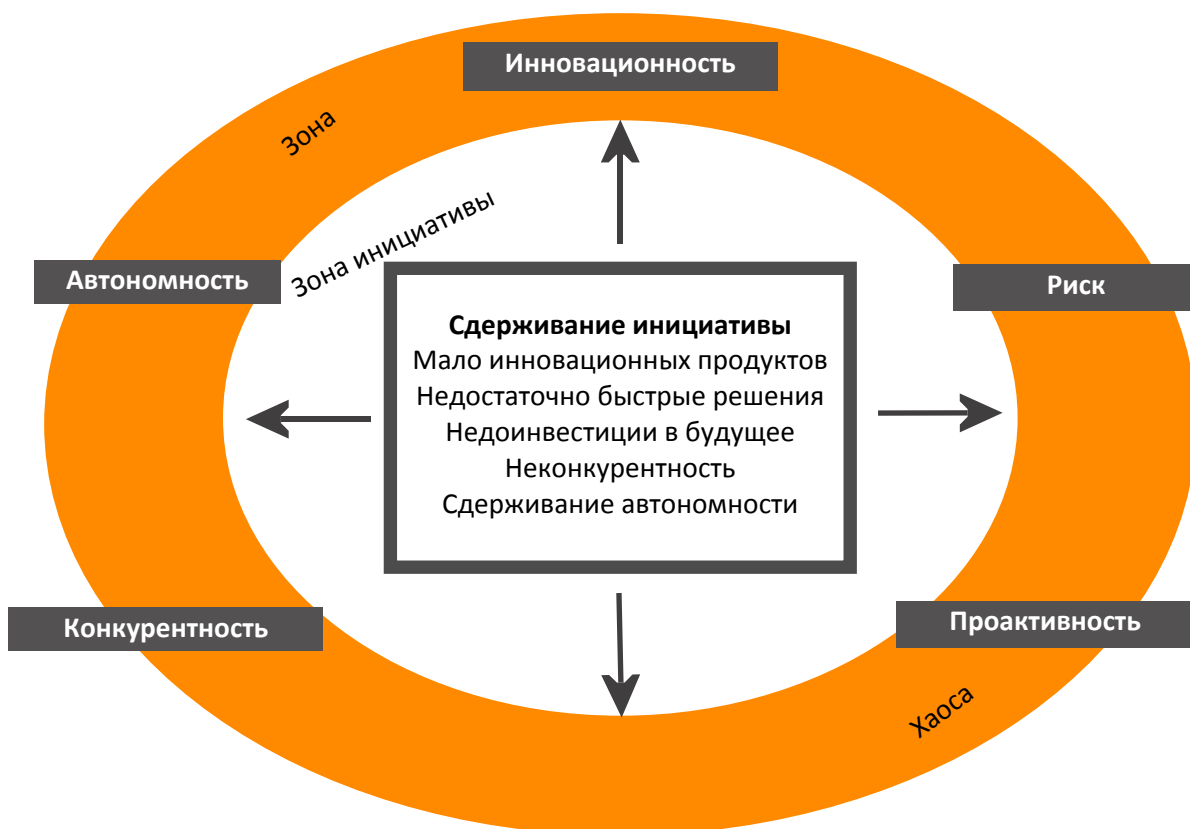 Инновационность
Зона
Зона инициативы
Автономность
Риск
Сдерживание инициативы
Мало инновационных продуктов
Недостаточно быстрые решения
Недоинвестиции в будущее
Неконкурентность
Сдерживание автономности
Конкурентность
Проактивность
Хаоса